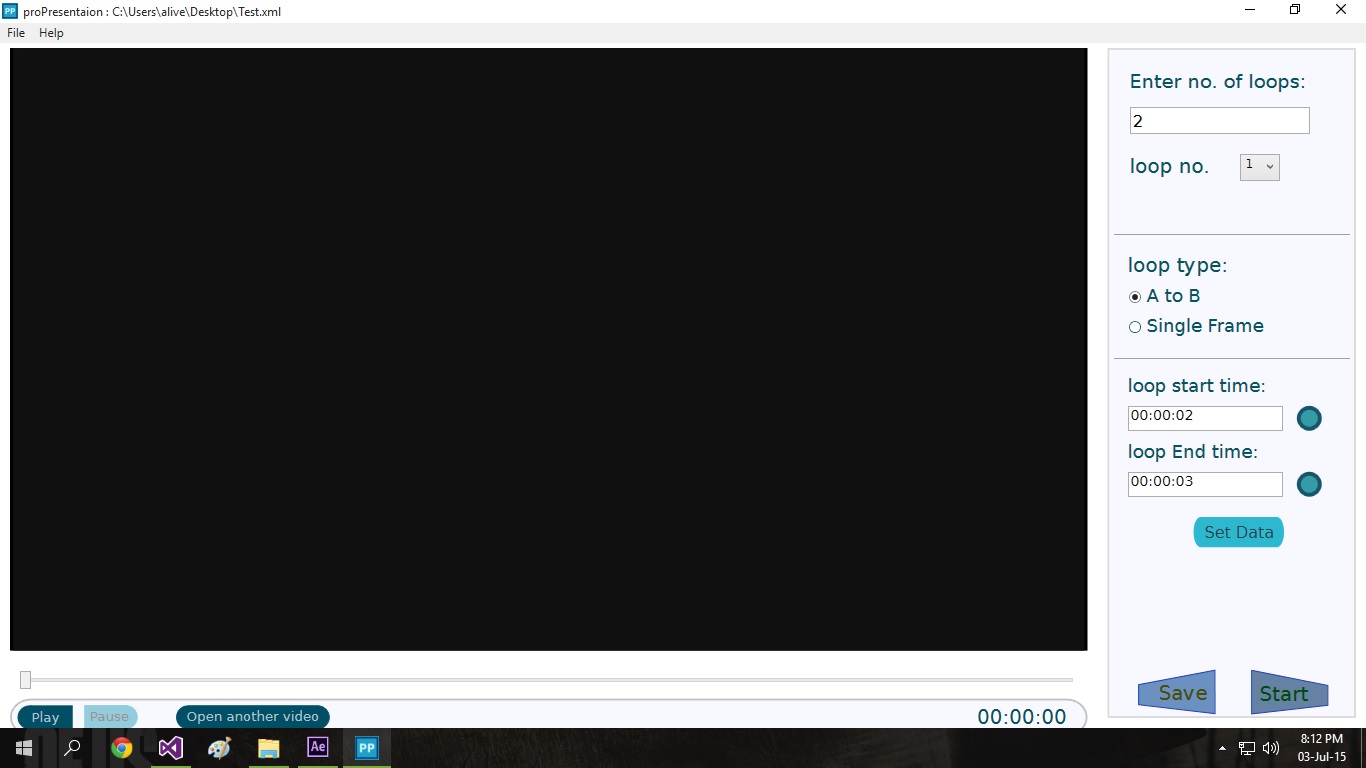 PP proPresentaion : C:\Users\alive\Desktop\Test.xml
File Help
Enter no. of loops:
2
loop no. 1
loop type:
A to B
Single Frame
loop start time:
00:00:02
loop End time:
00:00:03
Set Data
Save Start
Play Pause Open another video 00:00:00
Ae PP
8:12 PM
03-Jul-15